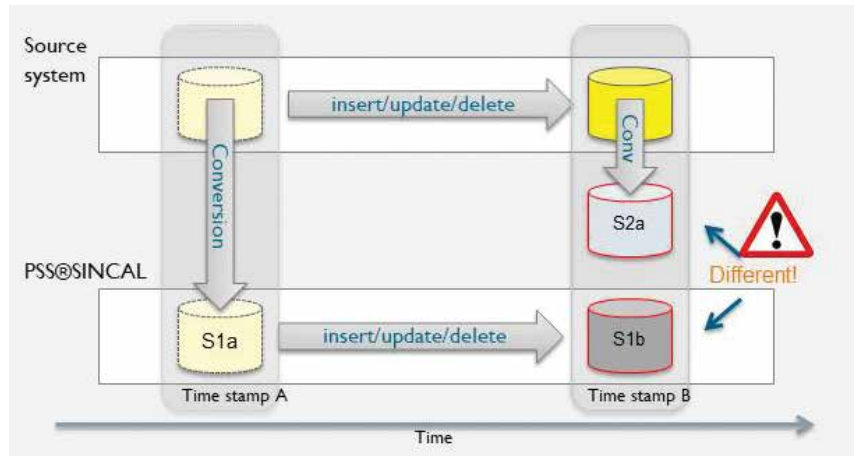 Source
system
insert/update/delete
Conversion
Conv
S2a
!
Different!
PSS®SINCAL
S1a
insert/update/delete
S1b
Time stamp A
Time stamp B
Time